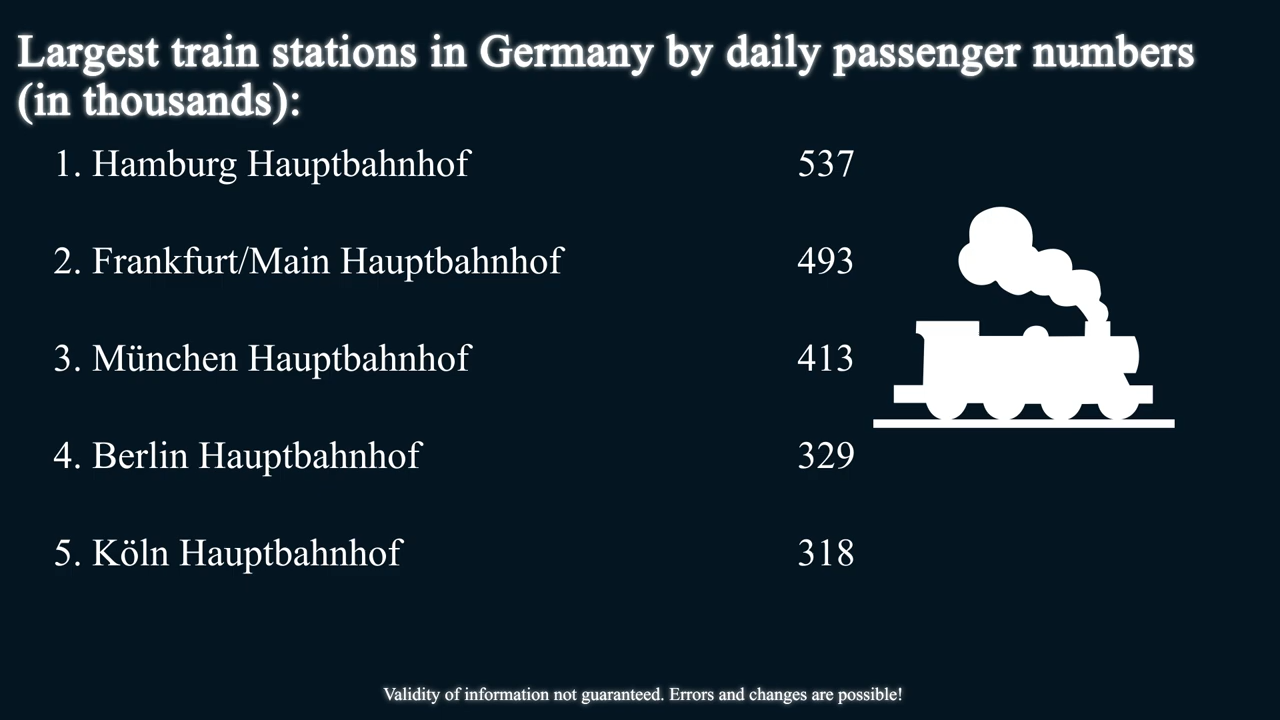 Largest train stations in Germany by daily passenger numbers
(in thousands):
1. Hamburg Hauptbahnhof 537
2. Frankfurt/Main Hauptbahnhof 493
3. München Hauptbahnhof 413
4. Berlin Hauptbahnhof 329
5. Köln Hauptbahnhof 318
Validity of information not guaranteed. Errors and changes are possible!